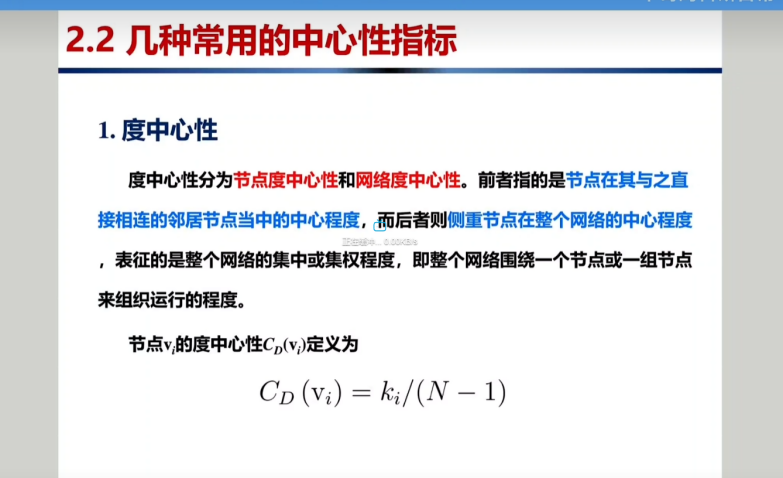 2.2 几种常用的中心性指标
1. 度中心性
度中心性分为节点度中心性和网络度中心性。前者指的是节点在其与之直
接相连的邻居节点当中的中心程度，而后者则侧重节点在整个网络的中心程度
，表征的是整个网络的集中或集权程度，即整个网络围绕一个节点或一组节点
来组织运行的程度。
节点vᵢ的度中心性C_D(vᵢ)定义为
C_D (vᵢ) = kᵢ/(N − 1)